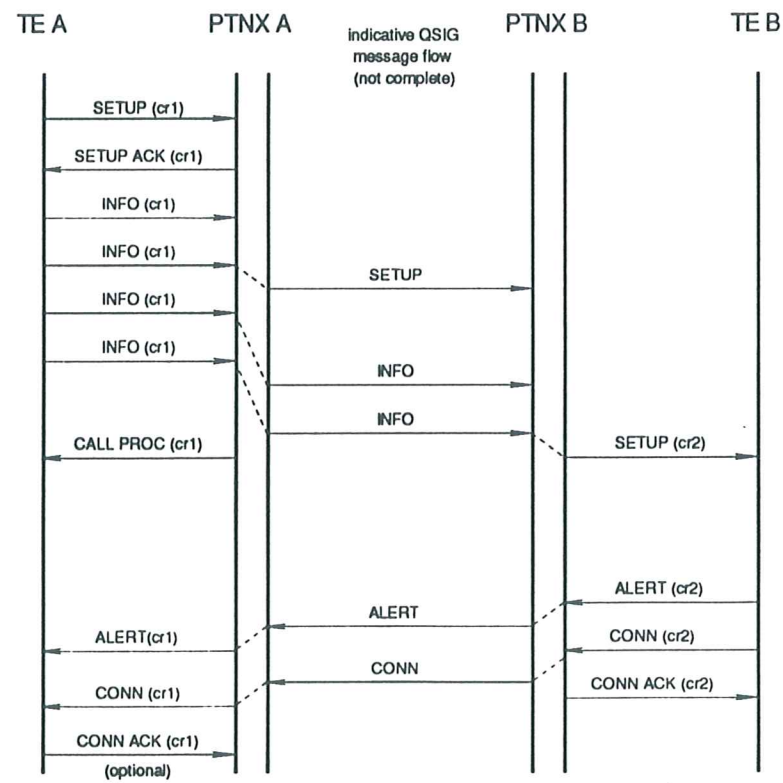 TE A
PTNX A
indicative QSIG
message flow
(not complete)
PTNX B
TE B
SETUP (cr1)
SETUP ACK (cr1)
INFO (cr1)
INFO (cr1)
SETUP
INFO (cr1)
INFO (cr1)
INFO
INFO
CALL PROC (cr1)
SETUP (cr2)
ALERT (cr2)
ALERT
ALERT(cr1)
CONN (cr2)
CONN
CONN (cr1)
CONN ACK (cr2)
CONN ACK (cr1)
(optional)